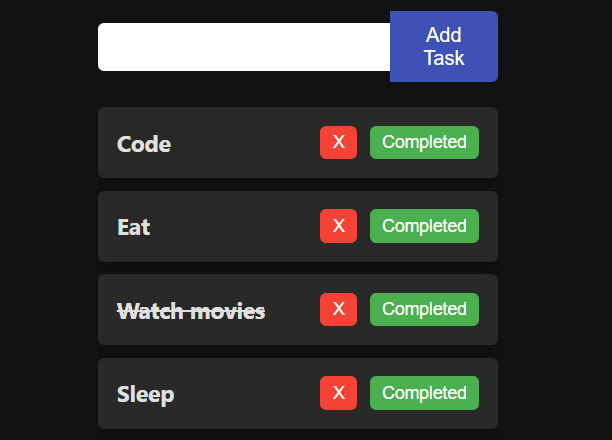 Add
Task
Code X Completed
Eat X Completed
Watch movies X Completed
Sleep X Completed